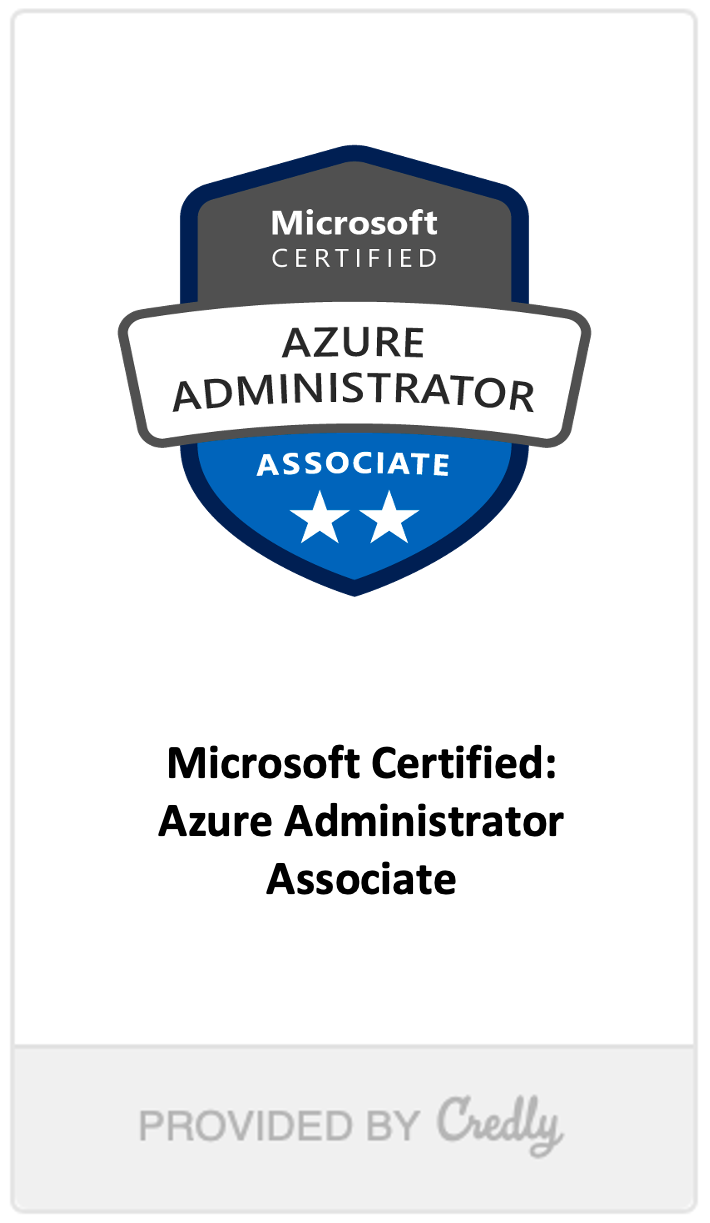 Microsoft
CERTIFIED
AZURE
ADMINISTRATOR
ASSOCIATE
Microsoft Certified:
Azure Administrator
Associate
PROVIDED BY Credly